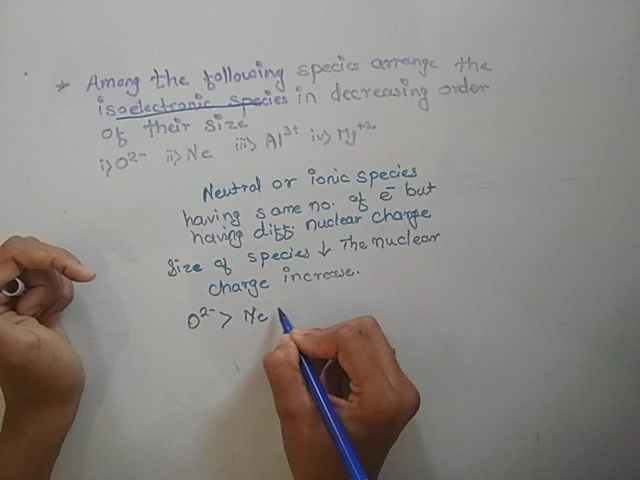 * Among the following species arrange the
isoelectronic species in decreasing order
of their size
i) O²⁻ ii) Ne iii) Al³⁺ iv) Mg⁺²
Neutral or ionic species
having same no. of e⁻ but
having diff. nuclear charge
Size of species ↓ The nuclear
charge increase.
O²⁻ > Ne